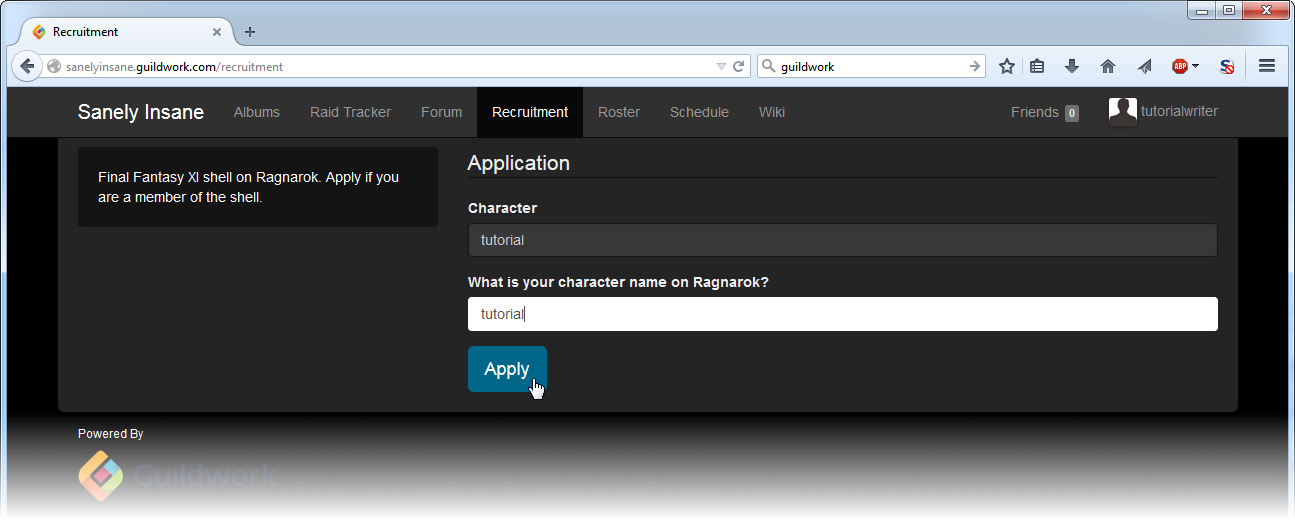 Recruitment
sanelyinsane.guildwork.com/recruitment
guildwork
ABP
Sanely Insane
Albums
Raid Tracker
Forum
Recruitment
Roster
Schedule
Wiki
Friends 0
tutorialwriter
Final Fantasy XI shell on Ragnarok. Apply if you
are a member of the shell.
Application
Character
tutorial
What is your character name on Ragnarok?
tutorial
Apply
Powered By
Guildwork